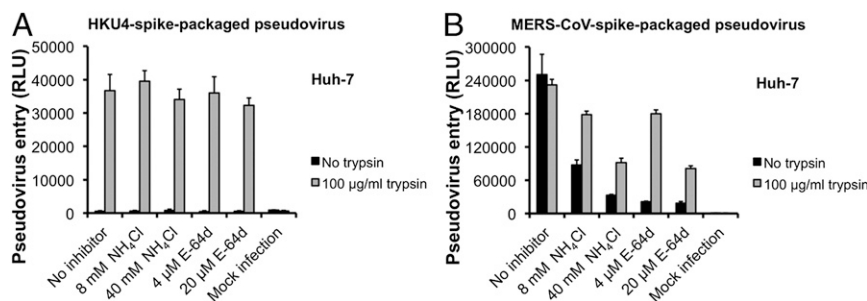 A
HKU4-spike-packaged pseudovirus
Pseudovirus entry (RLU)
50000
40000
30000
20000
10000
0
Huh-7
No trypsin
100 µg/ml trypsin
No inhibitor
8 mM NH₄Cl
40 mM NH₄Cl
4 µM E-64d
20 µM E-64d
Mock infection
B
MERS-CoV-spike-packaged pseudovirus
Pseudovirus entry (RLU)
300000
240000
180000
120000
60000
0
Huh-7
No trypsin
100 µg/ml trypsin
No inhibitor
8 mM NH₄Cl
40 mM NH₄Cl
4 µM E-64d
20 µM E-64d
Mock infection